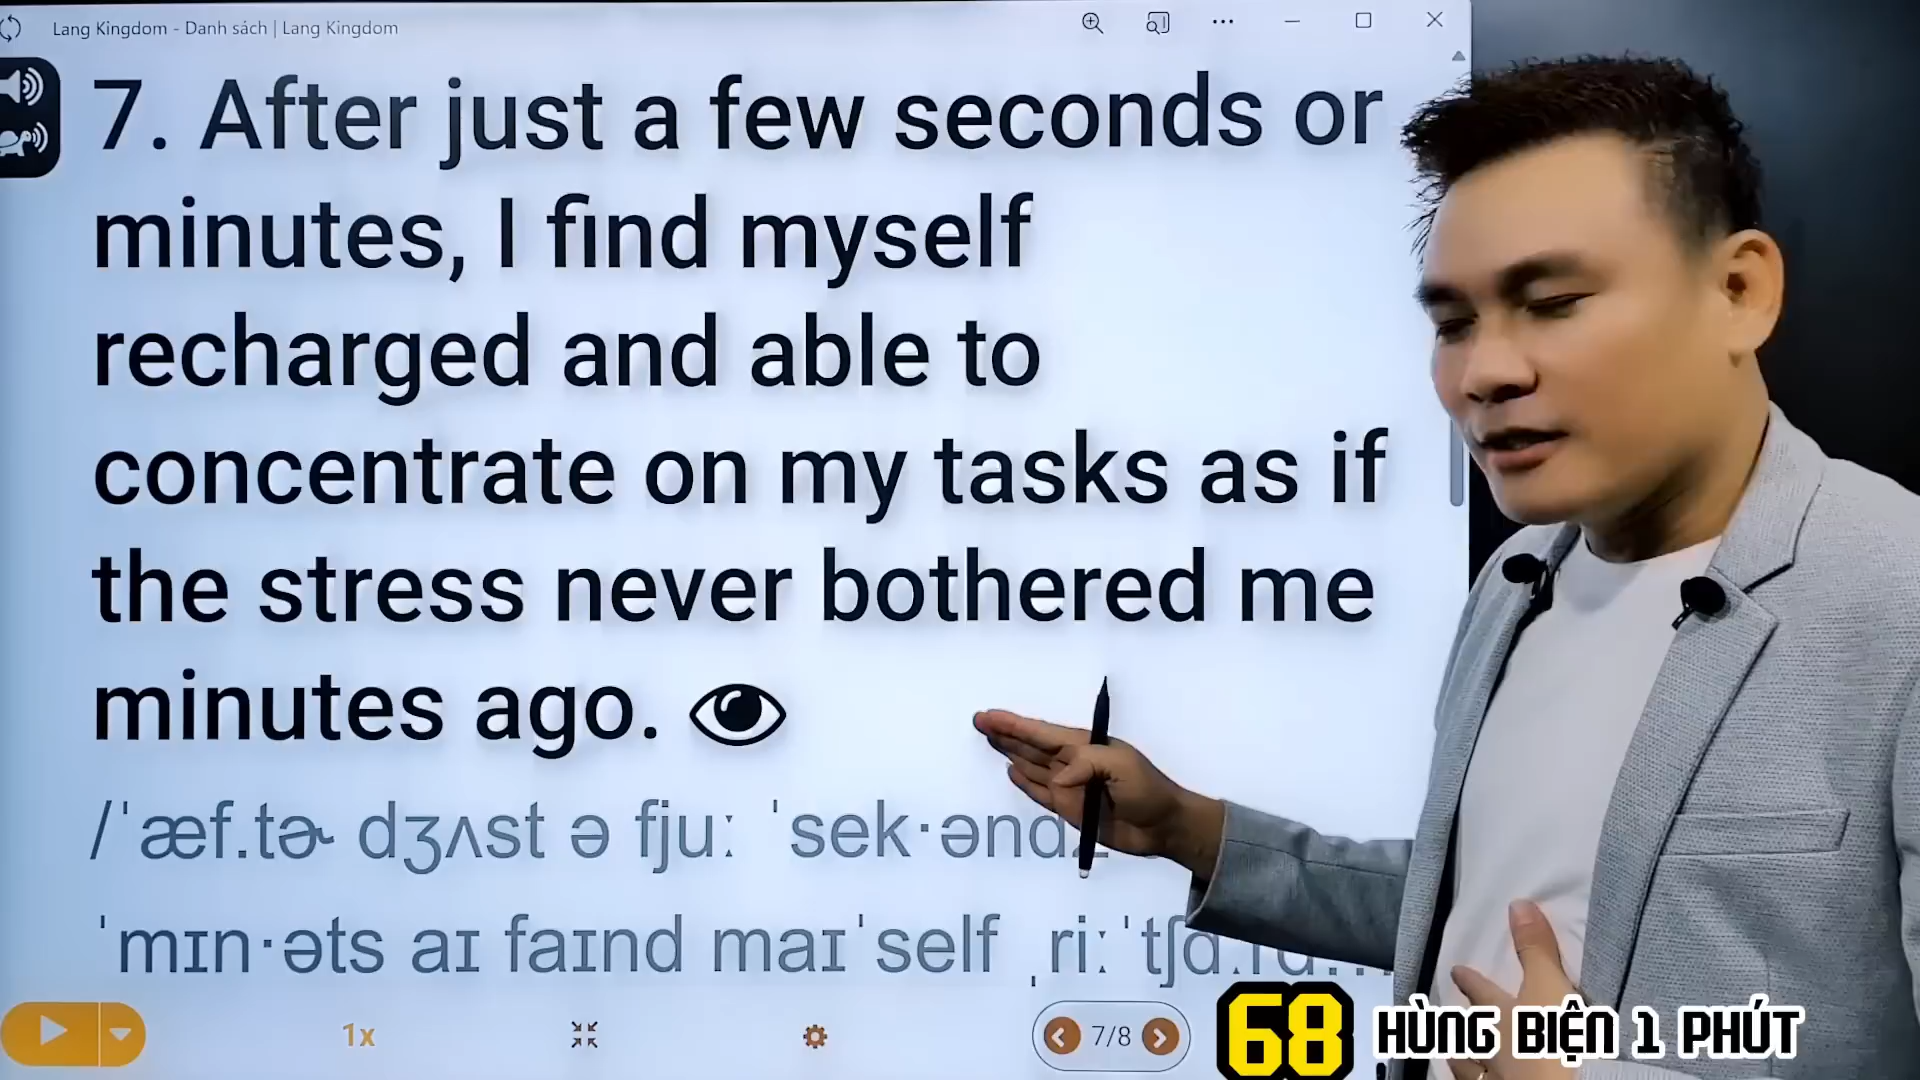 Lang Kingdom - Danh sách | Lang Kingdom
7. After just a few seconds or
minutes, I find myself
recharged and able to
concentrate on my tasks as if
the stress never bothered me
minutes ago.
/ˈæf.tɚ dʒʌst ə fjuː ˈsek·əndz
ˈmɪn·əts aɪ faɪnd maɪˈself ˌriːˈtʃɑː
1x
7/8
68 HÙNG BIỆN 1 PHÚT